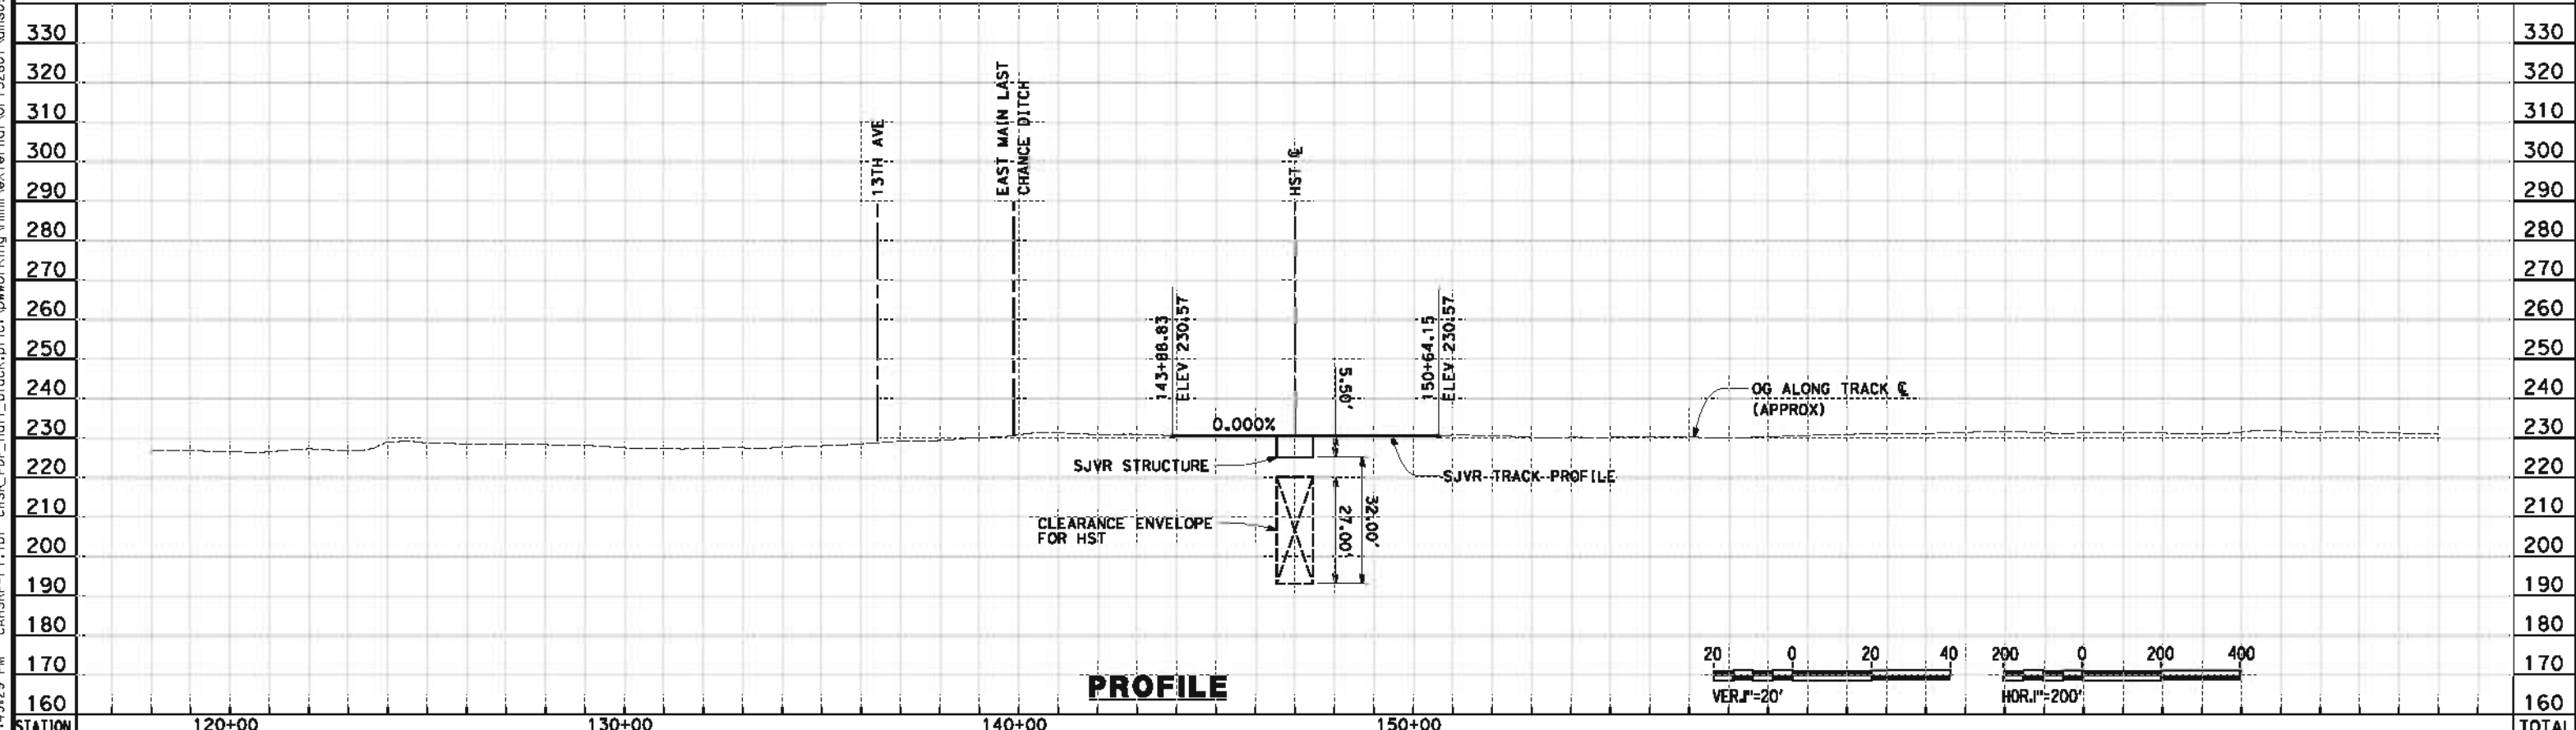 330
320
310
300
290
280
270
260
250
240
230
220
210
200
190
180
170
160
STATION
120+00
130+00
140+00
150+00
13TH AVE
EAST MAIN LAST
CHANCE DITCH
HST ℄
143+88.83
ELEV 230.57
0.000%
5.50'
150+64.15
ELEV 230.57
OG ALONG TRACK ℄
(APPROX)
SJVR STRUCTURE
SJVR TRACK PROFILE
CLEARANCE ENVELOPE
FOR HST
27.00'
32.00'
PROFILE
20 0 20 40
VER.1"=20'
200 0 200 400
HOR.1"=200'
330
320
310
300
290
280
270
260
250
240
230
220
210
200
190
180
170
160
TOTAL